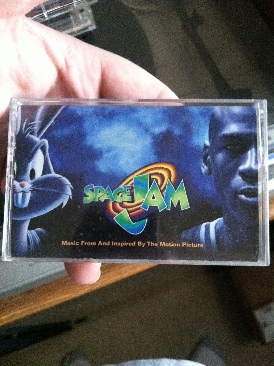 SPACE JAM
Music From And Inspired By The Motion Picture